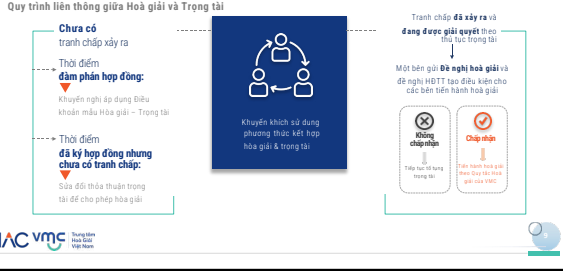 Quy trình liên thông giữa Hoà giải và Trọng tài
Chưa có
tranh chấp xảy ra
Thời điểm
đàm phán hợp đồng:
Khuyến nghị áp dụng Điều
khoản mẫu Hòa giải – Trọng tài
Thời điểm
đã ký hợp đồng nhưng
chưa có tranh chấp:
Sửa đổi thỏa thuận trọng
tài để cho phép hòa giải
Khuyến khích sử dụng
phương thức kết hợp
hòa giải & trọng tài
Tranh chấp đã xảy ra và
đang được giải quyết theo
thủ tục trọng tài
Một bên gửi Đề nghị hoà giải và
đề nghị HĐTT tạo điều kiện cho
các bên tiến hành hoà giải
Không
chấp nhận
Tiếp tục tố tụng
trọng tài
Chấp nhận
Tiến hành hoà giải
theo Quy tắc Hoà
giải của VMC
IAC vmc
Trung tâm
Hoà Giải
Việt Nam